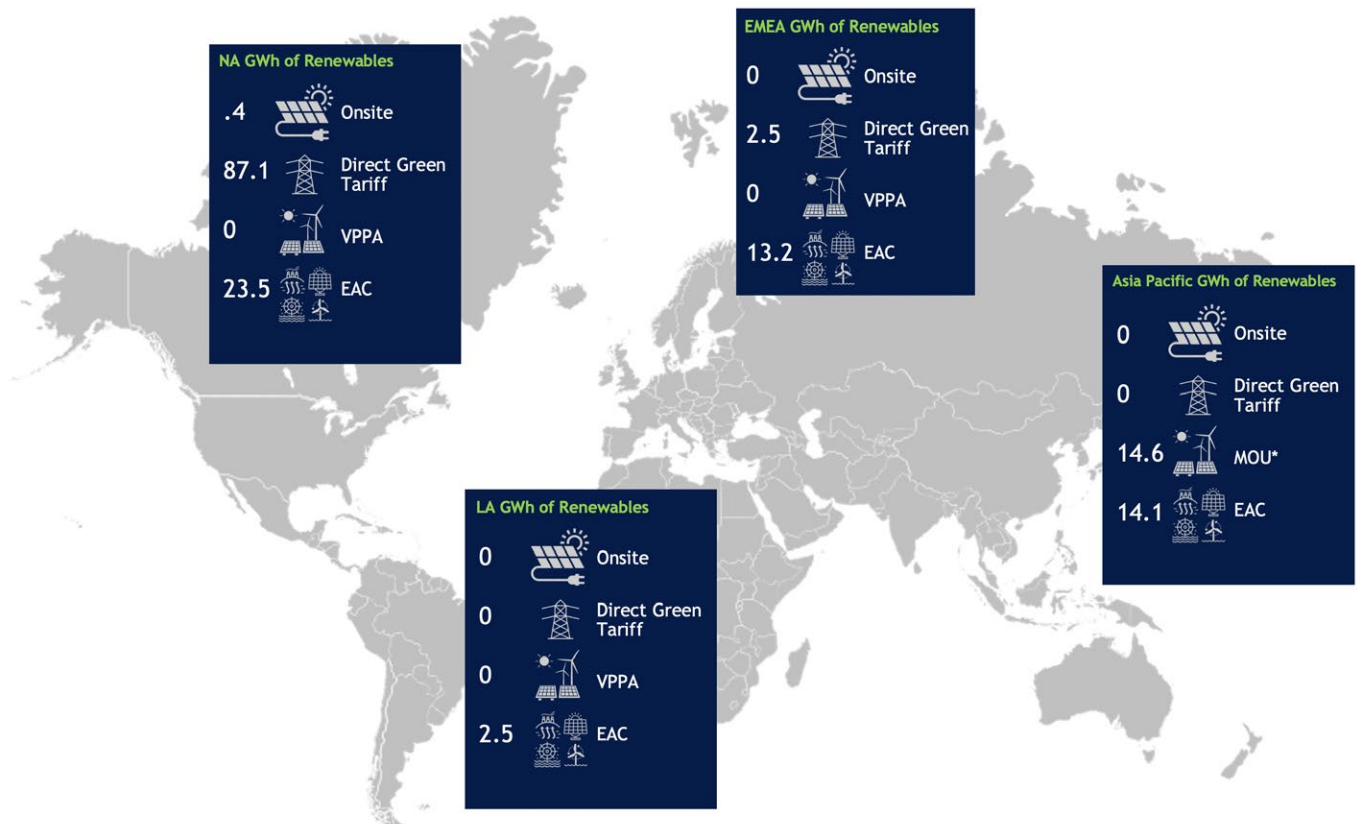 NA GWh of Renewables
.4 Onsite
87.1 Direct Green
Tariff
0 VPPA
23.5 EAC
EMEA GWh of Renewables
0 Onsite
2.5 Direct Green
Tariff
0 VPPA
13.2 EAC
Asia Pacific GWh of Renewables
0 Onsite
0 Direct Green
Tariff
14.6 MOU*
14.1 EAC
LA GWh of Renewables
0 Onsite
0 Direct Green
Tariff
0 VPPA
2.5 EAC